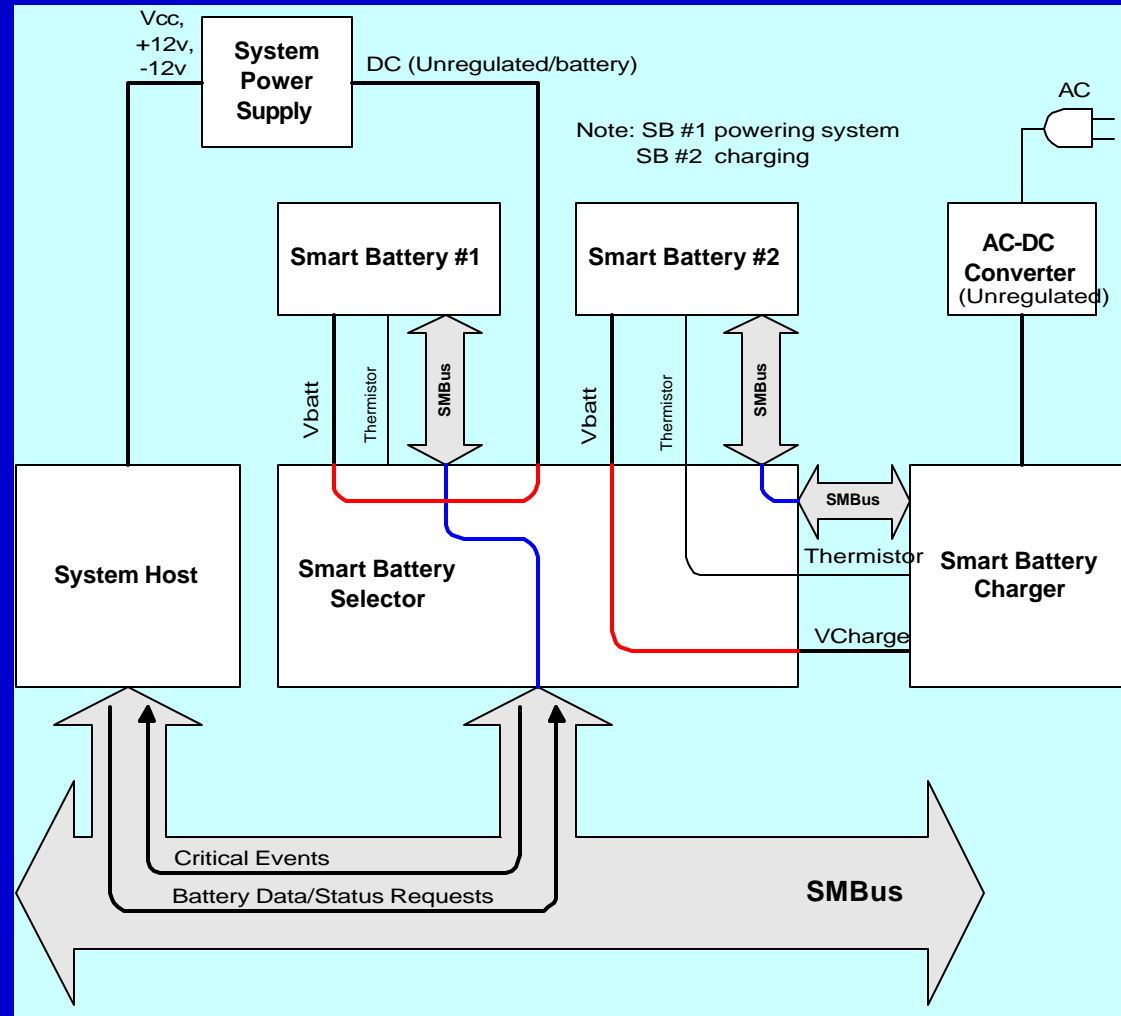 Vcc,
+12v,
-12v
System
Power
Supply
DC (Unregulated/battery)
AC
Note: SB #1 powering system
SB #2 charging
Smart Battery #1
Smart Battery #2
AC-DC
Converter
(Unregulated)
Vbatt
Thermistor
SMBus
Vbatt
Thermistor
SMBus
SMBus
System Host
Smart Battery
Selector
Thermistor
Smart Battery
Charger
VCharge
Critical Events
Battery Data/Status Requests
SMBus